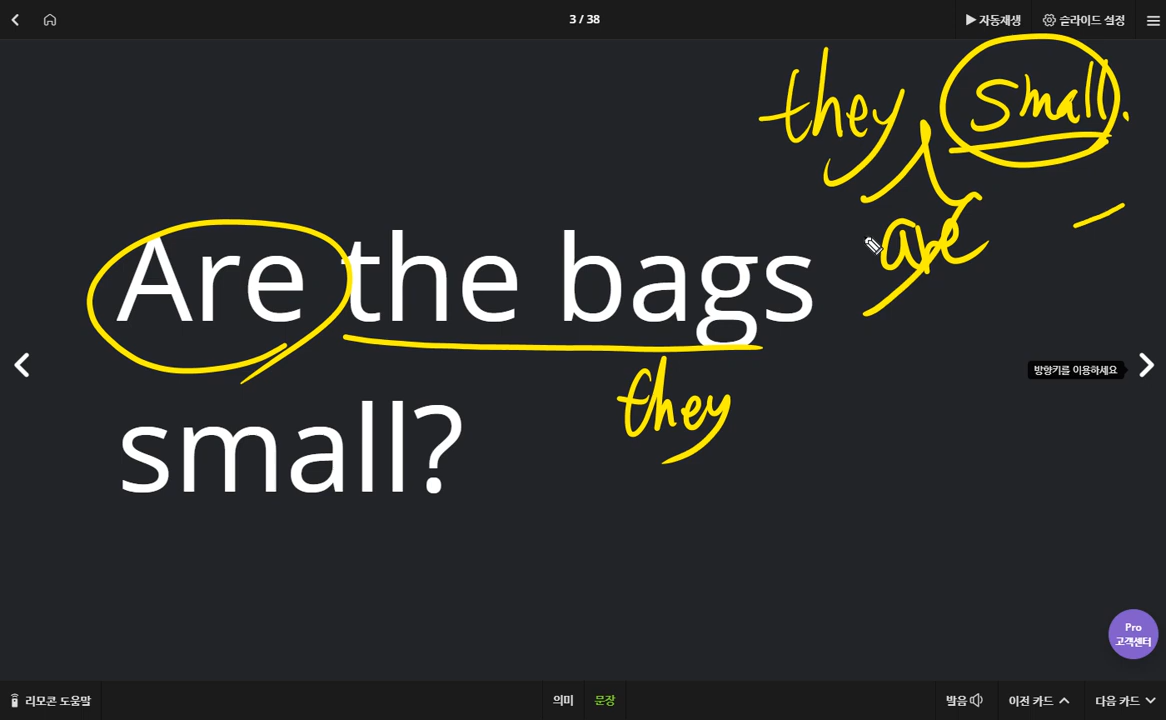 3 / 38
자동재생
슬라이드 설정
they small.
are
Are the bags
they
small?
방향키를 이용하세요
Pro
고객센터
리모콘 도움말
의미
문장
발음
이전 카드
다음 카드